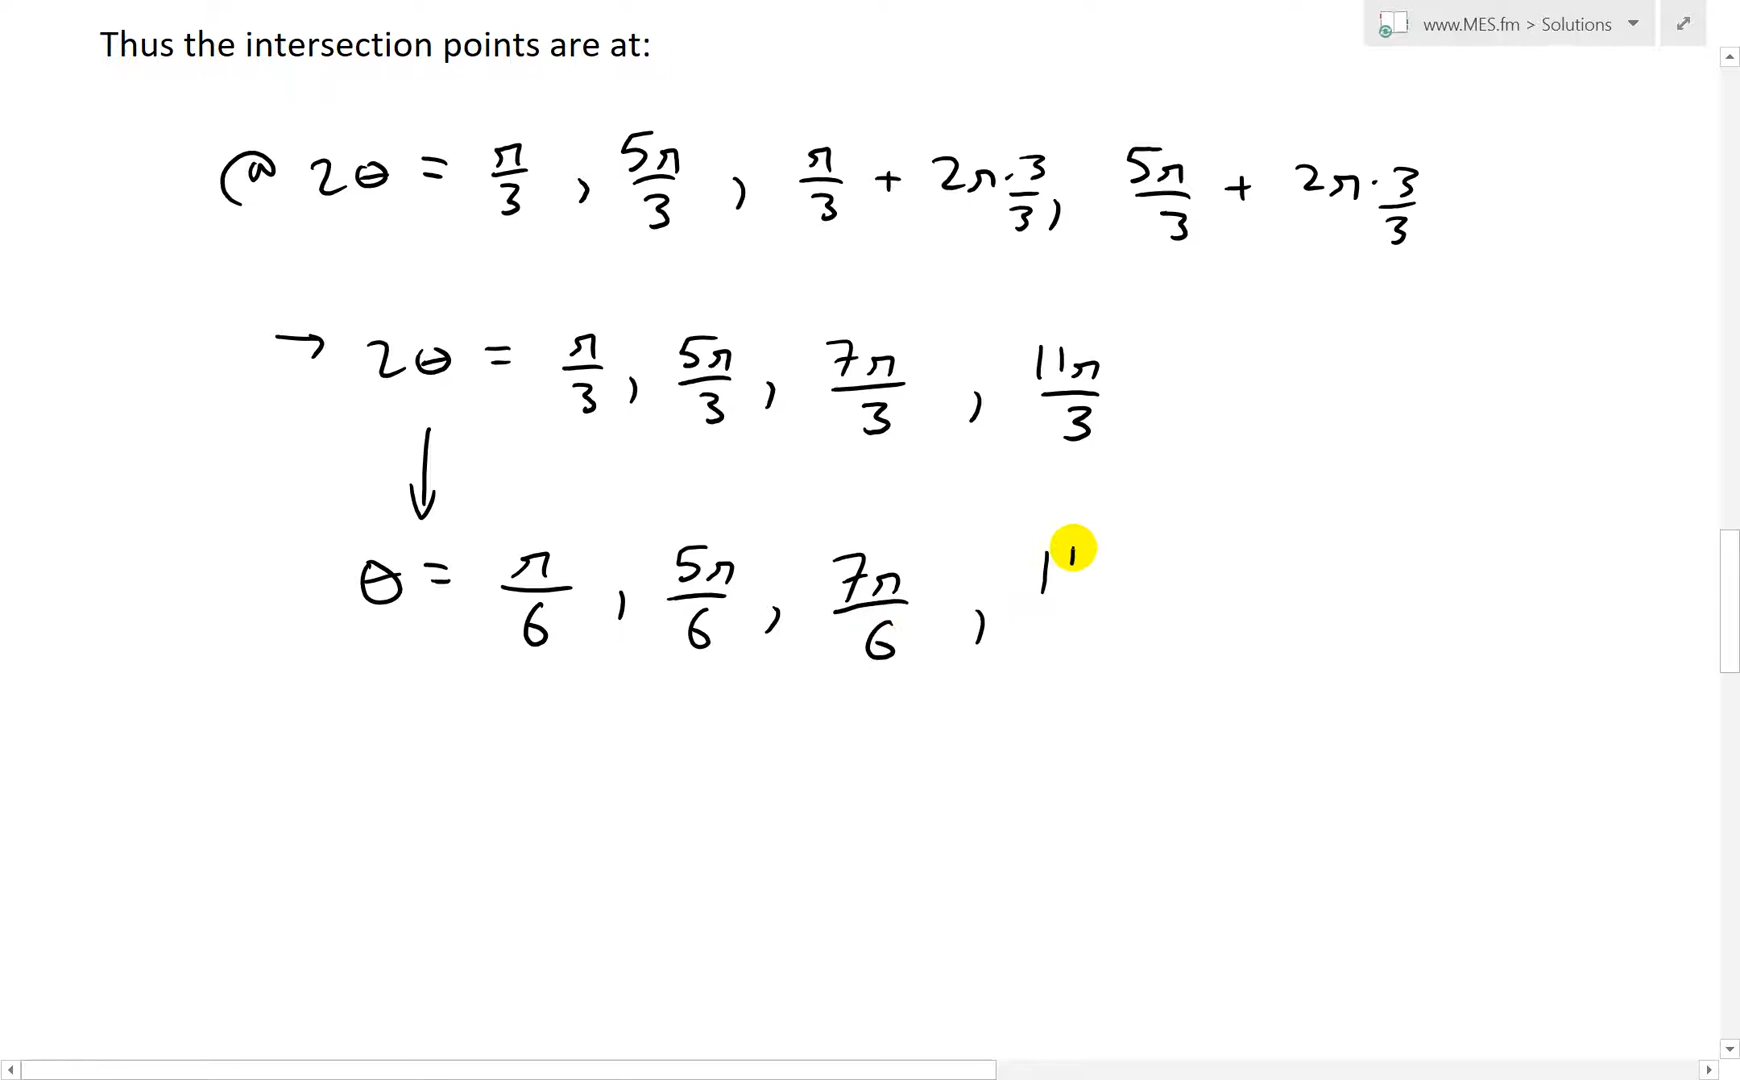 www.MES.fm > Solutions
Thus the intersection points are at:
@ 2θ = π/3 , 5π/3 , π/3 + 2π·3/3 , 5π/3 + 2π·3/3
→ 2θ = π/3 , 5π/3 , 7π/3 , 11π/3
↓
θ = π/6 , 5π/6 , 7π/6 , 11